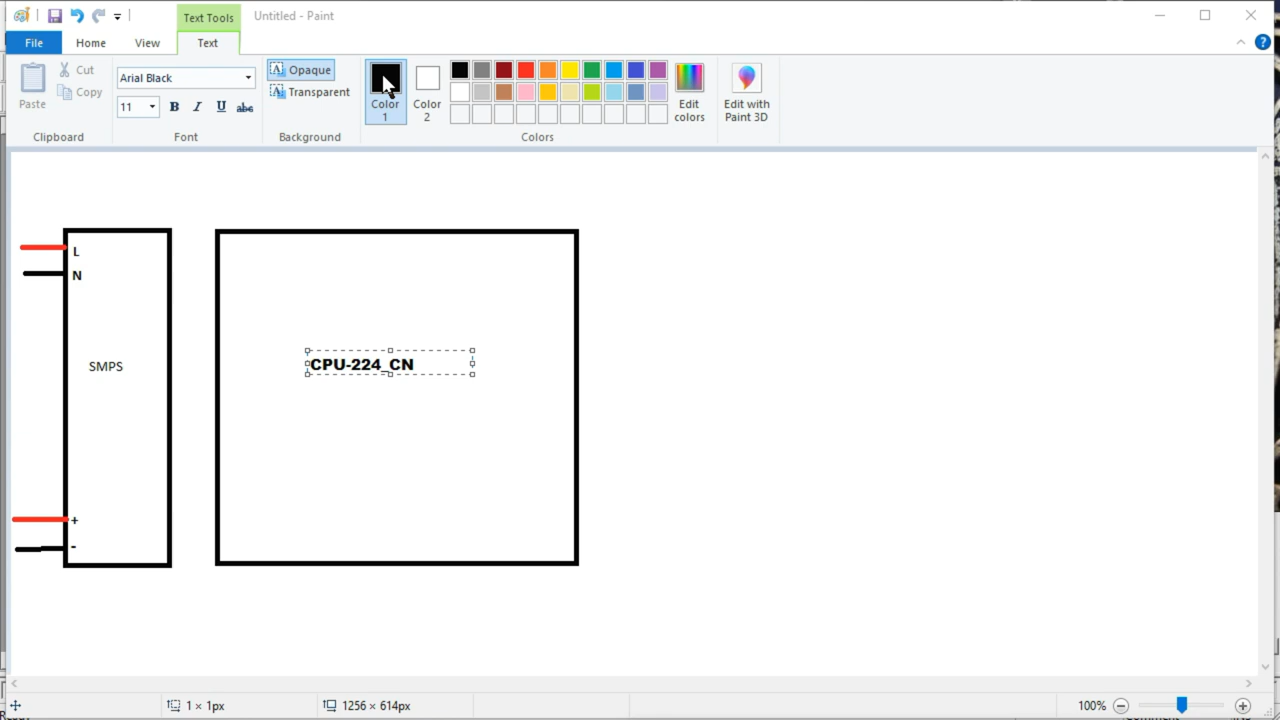 Text Tools
Untitled - Paint
File
Home
View
Text
Paste
Cut
Copy
Clipboard
Arial Black
11
B
I
U
abc
Font
Opaque
Transparent
Background
Color
1
Color
2
Edit
colors
Colors
Edit with
Paint 3D
L
N
SMPS
+
-
CPU-224_CN
1 × 1px
1256 × 614px
100%